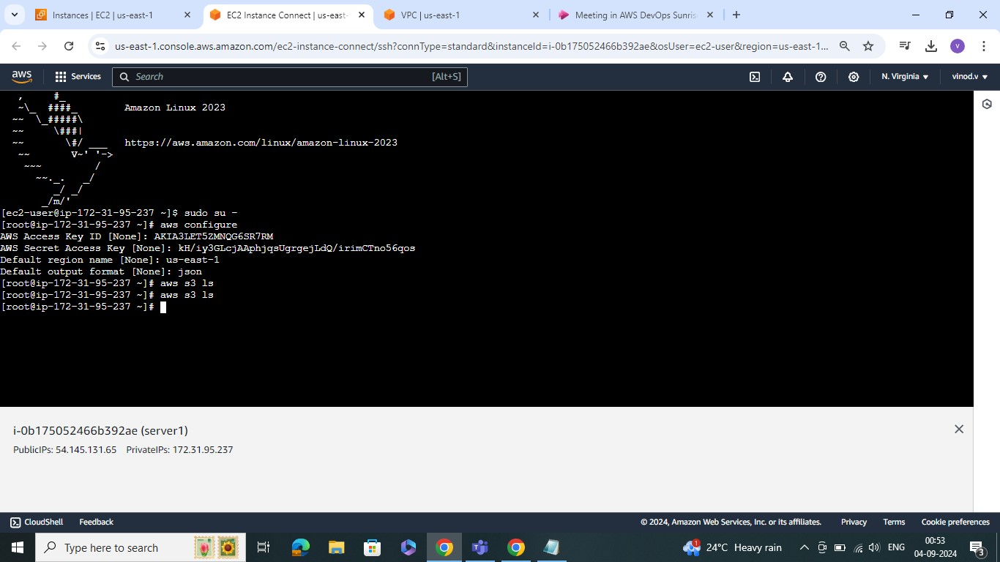 Instances | EC2 | us-east-1
EC2 Instance Connect | us-east-
VPC | us-east-1
Meeting in AWS DevOps Sunris
us-east-1.console.aws.amazon.com/ec2-instance-connect/ssh?connType=standard&instanceId=i-0b175052466b392ae&osUser=ec2-user&region=us-east-1...
V
aws
Services
Search
[Alt+S]
N. Virginia
vinod.v
, #_
~\_ ####_ Amazon Linux 2023
~~ \_#####\
~~ \###|
~~ \#/ ___ https://aws.amazon.com/linux/amazon-linux-2023
~~ V~' '->
~~~ /
~~._. _/
_/ _/
_/m/'
[ec2-user@ip-172-31-95-237 ~]$ sudo su -
[root@ip-172-31-95-237 ~]# aws configure
AWS Access Key ID [None]: AKIA3LET5ZMNQG6SR7RM
AWS Secret Access Key [None]: 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
Default region name [None]: us-east-1
Default output format [None]: json
[root@ip-172-31-95-237 ~]# aws s3 ls
[root@ip-172-31-95-237 ~]# aws s3 ls
[root@ip-172-31-95-237 ~]#
i-0b175052466b392ae (server1)
PublicIPs: 54.145.131.65 PrivateIPs: 172.31.95.237
CloudShell
Feedback
© 2024, Amazon Web Services, Inc. or its affiliates.
Privacy
Terms
Cookie preferences
Type here to search
1
24°C Heavy rain
ENG
00:53
04-09-2024
3